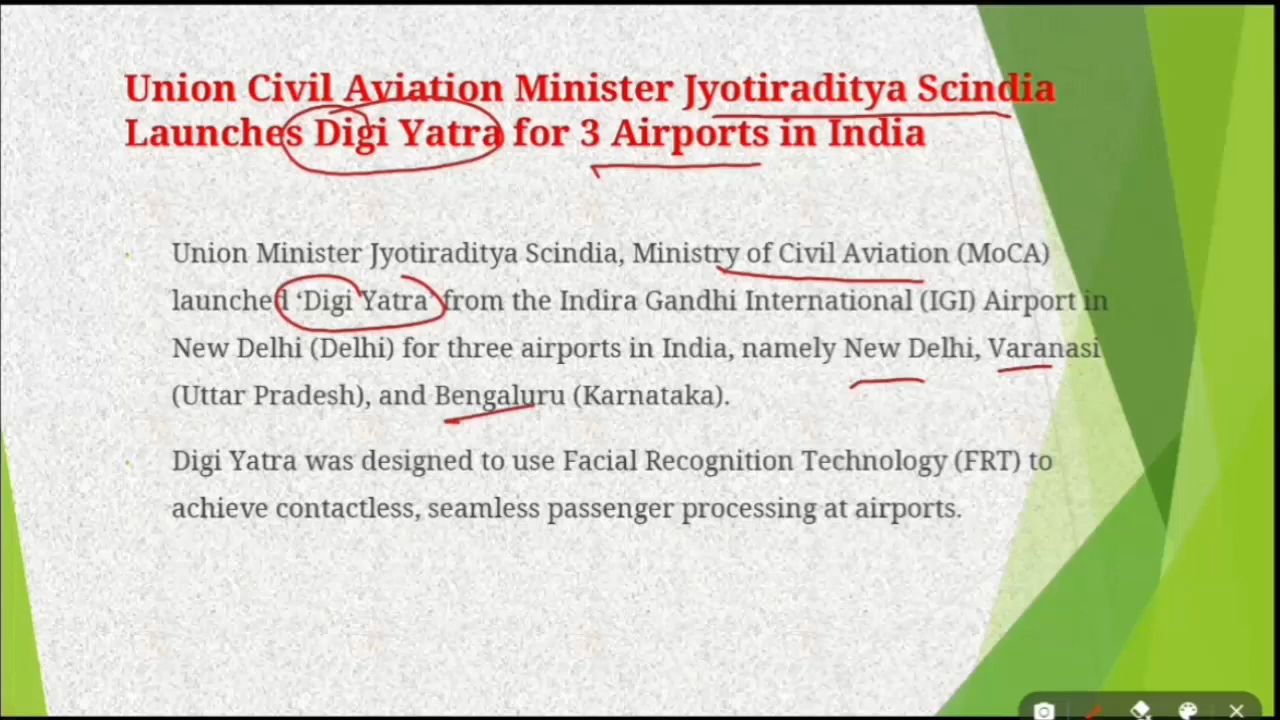 Union Civil Aviation Minister Jyotiraditya Scindia
Launches Digi Yatra for 3 Airports in India
Union Minister Jyotiraditya Scindia, Ministry of Civil Aviation (MoCA)
launched ‘Digi Yatra’ from the Indira Gandhi International (IGI) Airport in
New Delhi (Delhi) for three airports in India, namely New Delhi, Varanasi
(Uttar Pradesh), and Bengaluru (Karnataka).
Digi Yatra was designed to use Facial Recognition Technology (FRT) to
achieve contactless, seamless passenger processing at airports.